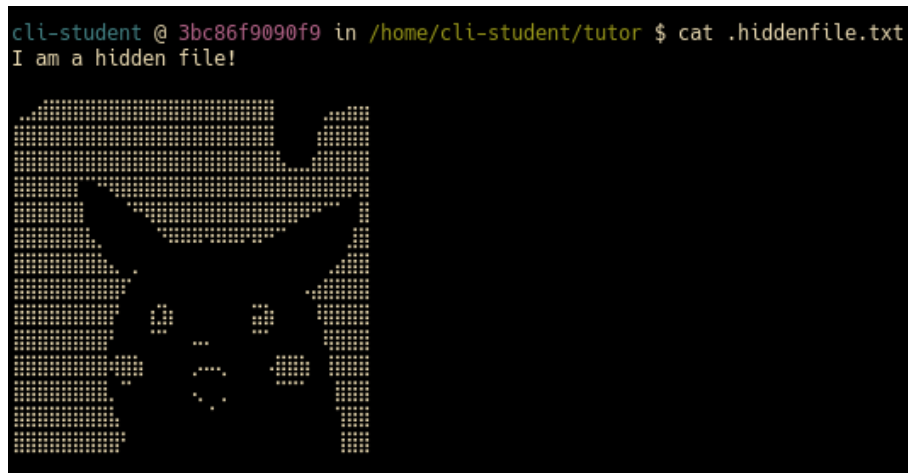 cli-student @ 3bc86f9090f9 in /home/cli-student/tutor $ cat .hiddenfile.txt
I am a hidden file!